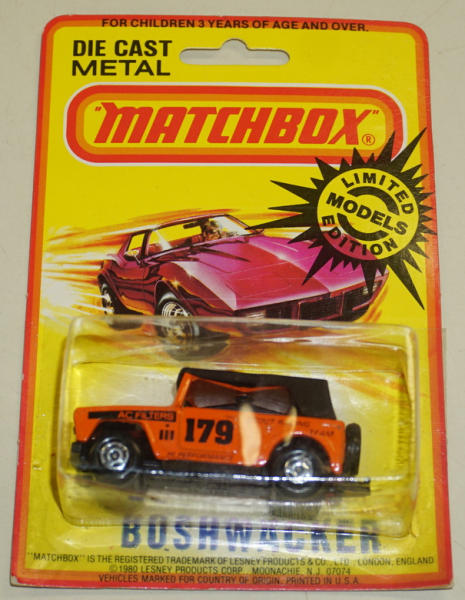 FOR CHILDREN 3 YEARS OF AGE AND OVER.
DIE CAST
METAL
"MATCHBOX"®
LIMITED
MODELS
EDITION
AC FILTERS
179
RACING
TEAM
BUSHWACKER
"MATCHBOX" IS THE REGISTERED TRADEMARK OF LESNEY PRODUCTS & CO., LTD., LONDON, ENGLAND
©1980 LESNEY PRODUCTS CORP., MOONACHIE, N.J. 07074
VEHICLES MARKED FOR COUNTRY OF ORIGIN. PRINTED IN U.S.A.